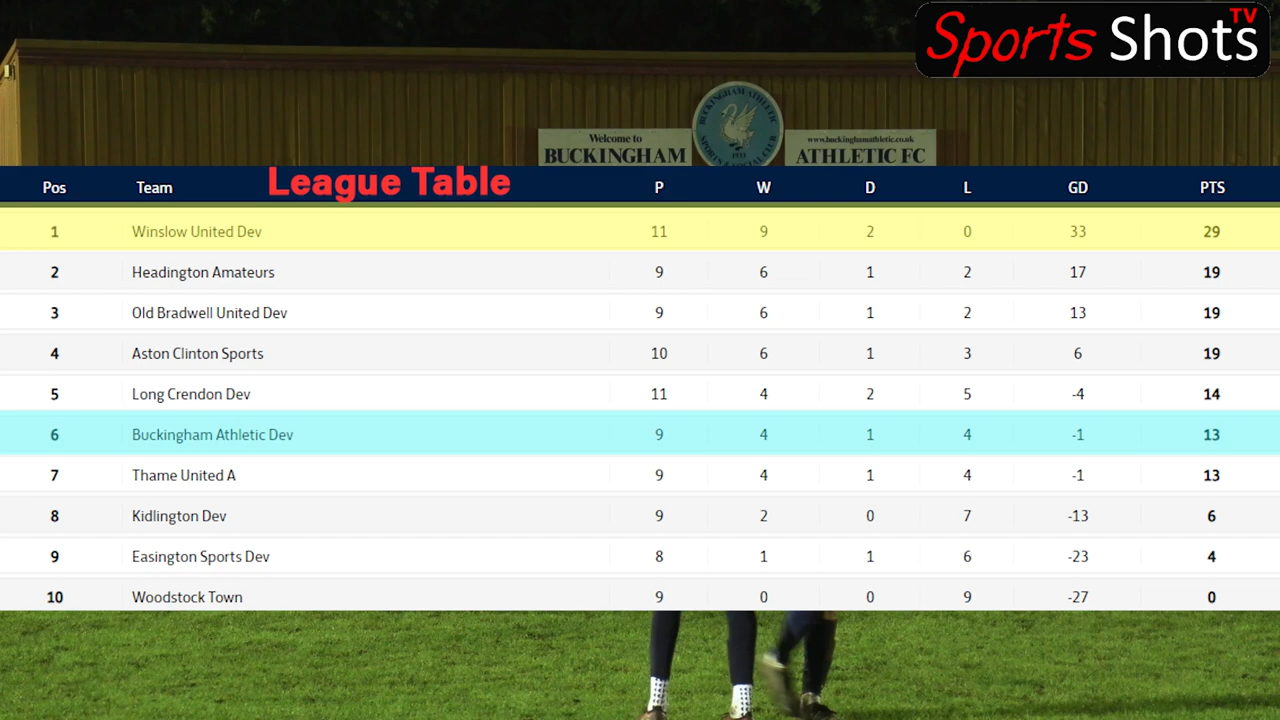 Sports Shots TV
BUCKINGHAM ATHLETIC
SPORTS & SOCIAL CLUB
1933
Welcome to
BUCKINGHAM
www.buckinghamathletic.co.uk
ATHLETIC FC
League Table
Pos Team P W D L GD PTS
1 Winslow United Dev 11 9 2 0 33 29
2 Headington Amateurs 9 6 1 2 17 19
3 Old Bradwell United Dev 9 6 1 2 13 19
4 Aston Clinton Sports 10 6 1 3 6 19
5 Long Crendon Dev 11 4 2 5 -4 14
6 Buckingham Athletic Dev 9 4 1 4 -1 13
7 Thame United A 9 4 1 4 -1 13
8 Kidlington Dev 9 2 0 7 -13 6
9 Easington Sports Dev 8 1 1 6 -23 4
10 Woodstock Town 9 0 0 9 -27 0